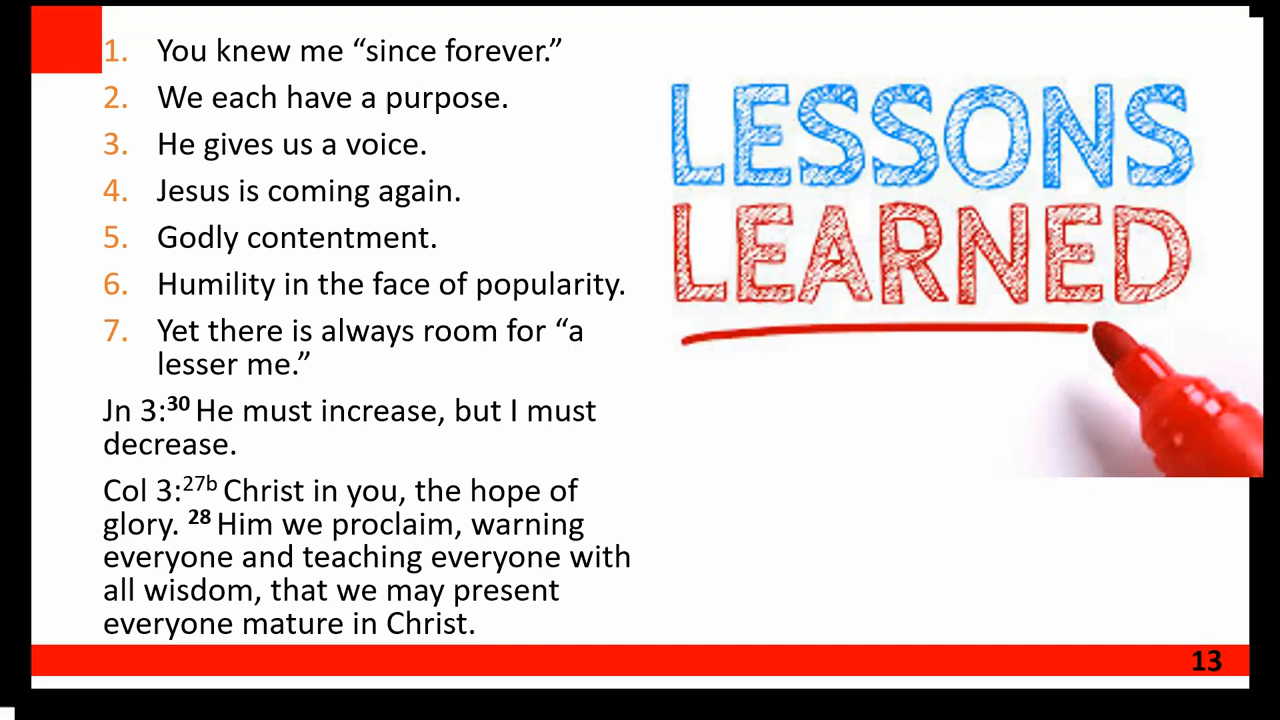 1. You knew me “since forever.”
2. We each have a purpose.
3. He gives us a voice.
4. Jesus is coming again.
5. Godly contentment.
6. Humility in the face of popularity.
7. Yet there is always room for “a
lesser me.”
Jn 3:30 He must increase, but I must
decrease.
Col 3:27b Christ in you, the hope of
glory. 28 Him we proclaim, warning
everyone and teaching everyone with
all wisdom, that we may present
everyone mature in Christ.
LESSONS
LEARNED
13